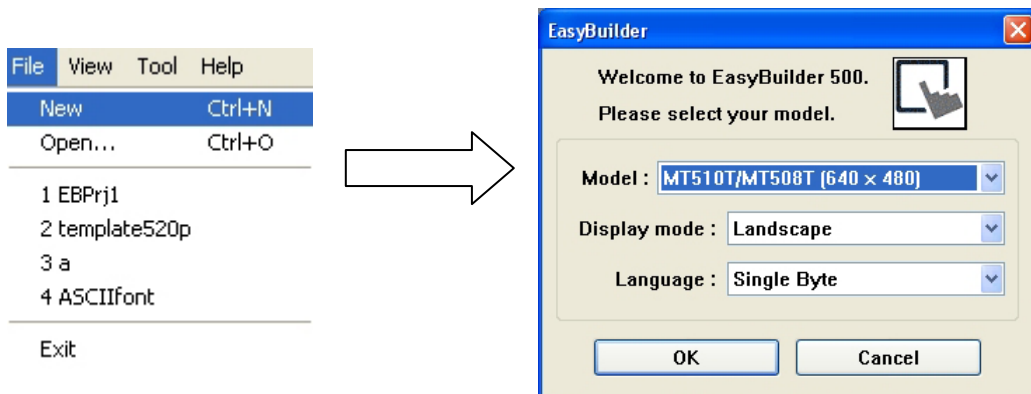 File View Tool Help
New Ctrl+N
Open... Ctrl+O
1 EBPrj1
2 template520p
3 a
4 ASCIIfont
Exit
EasyBuilder
Welcome to EasyBuilder 500.
Please select your model.
Model : MT510T/MT508T (640 × 480)
Display mode : Landscape
Language : Single Byte
OK Cancel